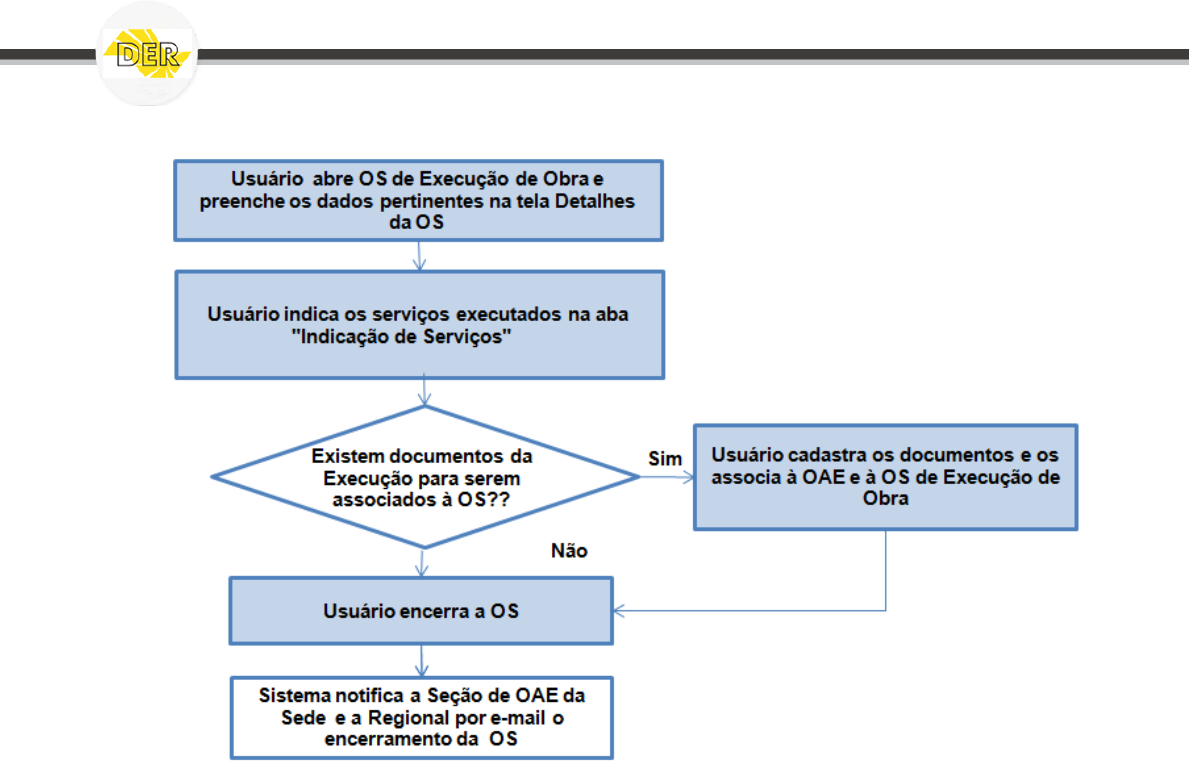 DER
Usuário abre OS de Execução de Obra e
preenche os dados pertinentes na tela Detalhes
da OS
Usuário indica os serviços executados na aba
"Indicação de Serviços"
Existem documentos da
Execução para serem
associados à OS??
Sim
Usuário cadastra os documentos e os
associa à OAE e à OS de Execução de
Obra
Não
Usuário encerra a OS
Sistema notifica a Seção de OAE da
Sede e a Regional por e-mail o
encerramento da OS